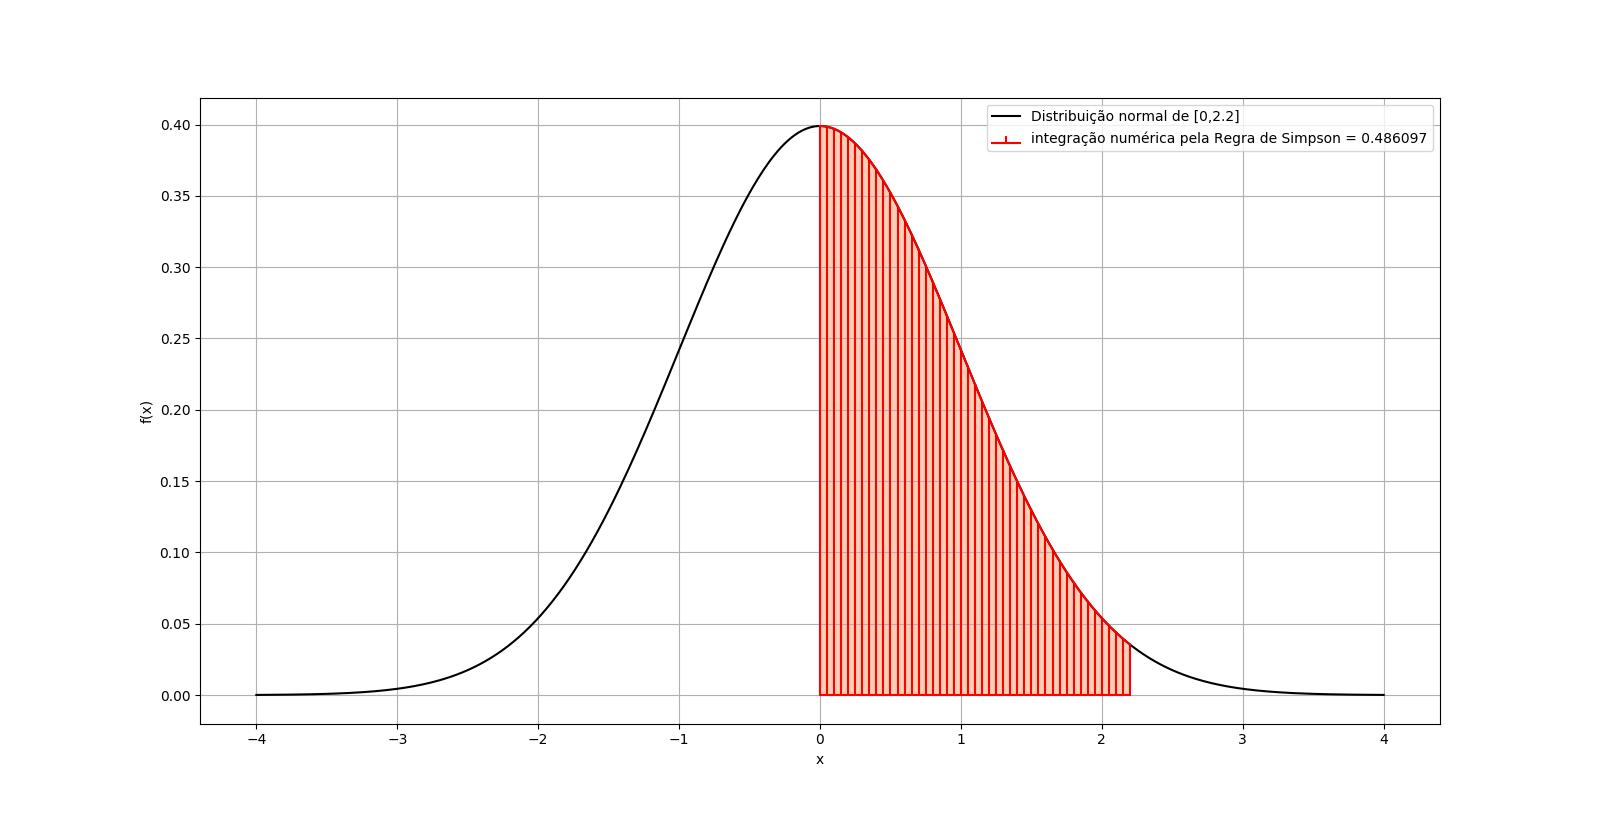 Distribuição normal de [0,2.2]
integração numérica pela Regra de Simpson = 0.486097
0.40
0.35
0.30
0.25
f(x)
0.20
0.15
0.10
0.05
0.00
−4 −3 −2 −1 0 1 2 3 4
x